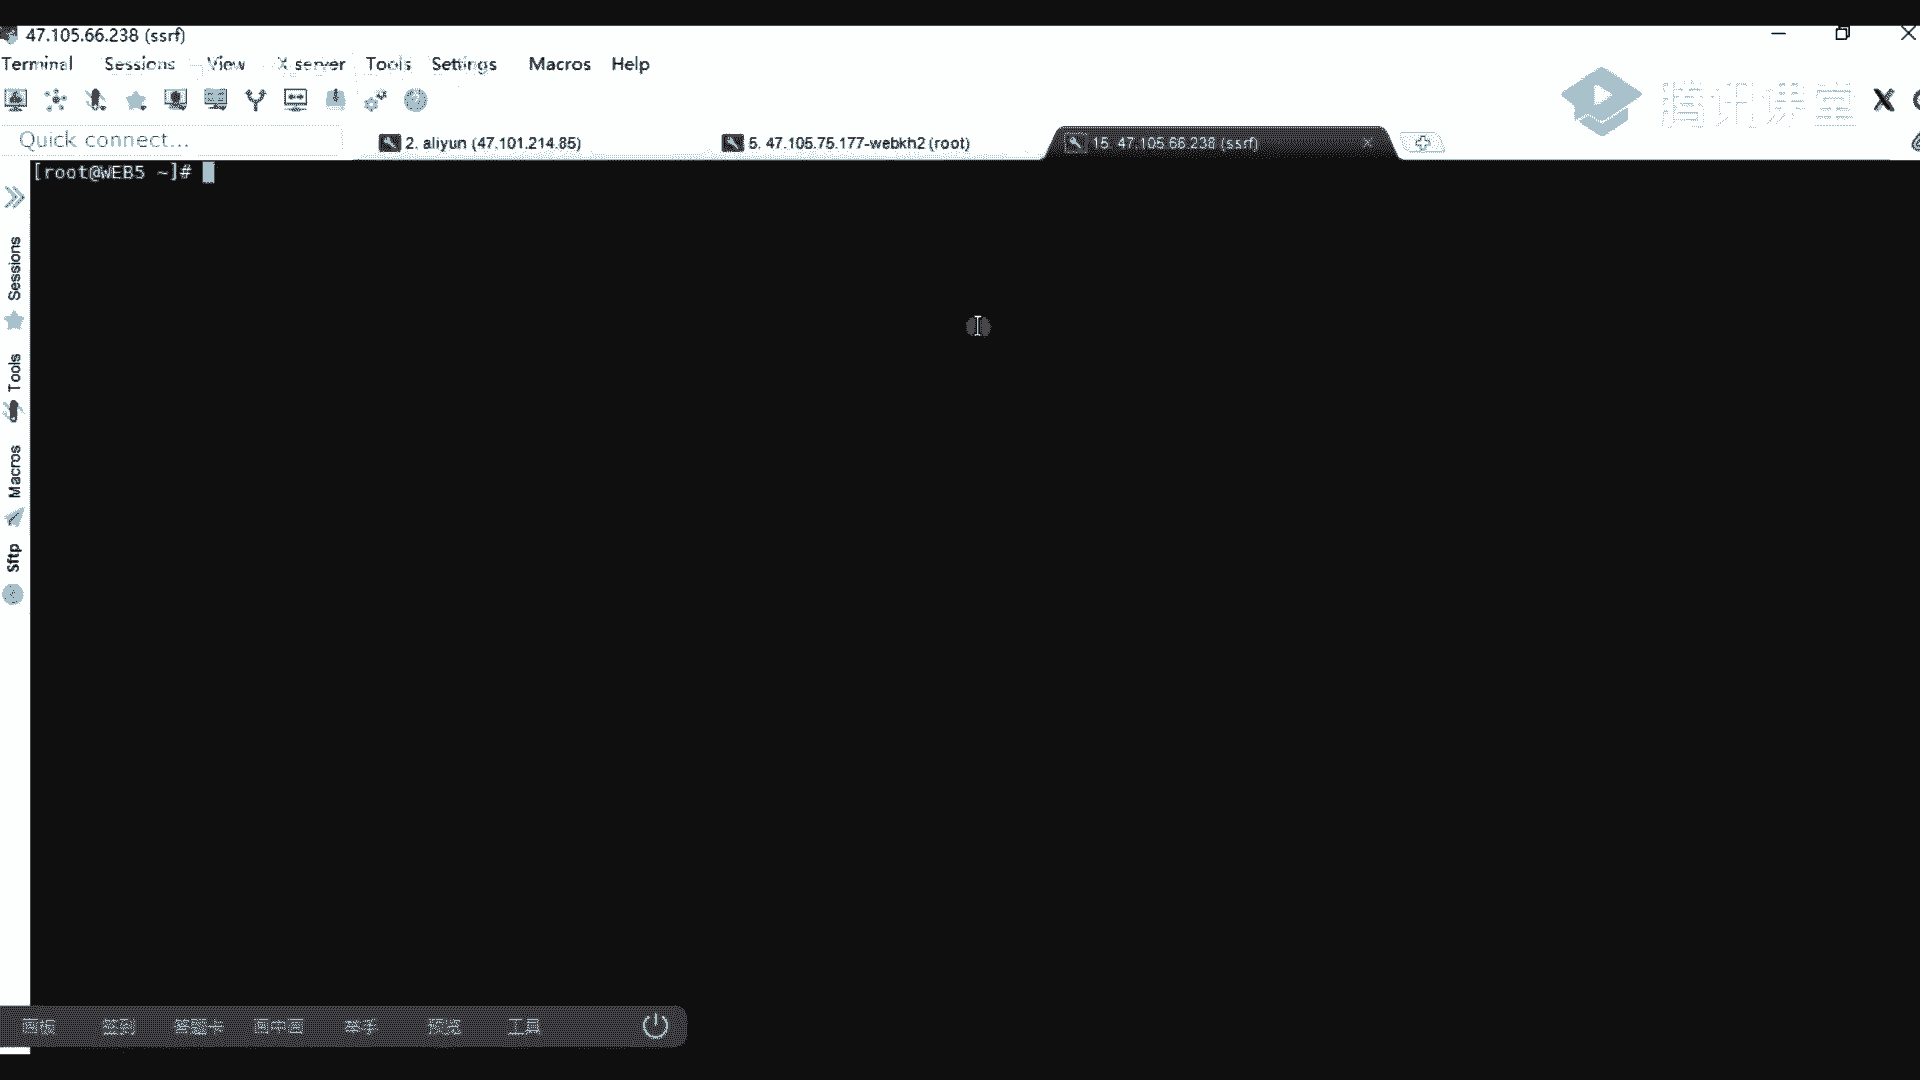 47.105.66.238 (ssrf)
Terminal Sessions View X server Tools Settings Macros Help
腾讯课堂
Quick connect... 2. aliyun (47.101.214.85) 5. 47.105.75.177-webkh2 (root) 15. 47.105.66.238 (ssrf)
[root@WEB5 ~]#
Sessions
Tools
Macros
Sftp
画板 签到 答题卡 画中画 举手 预览 工具